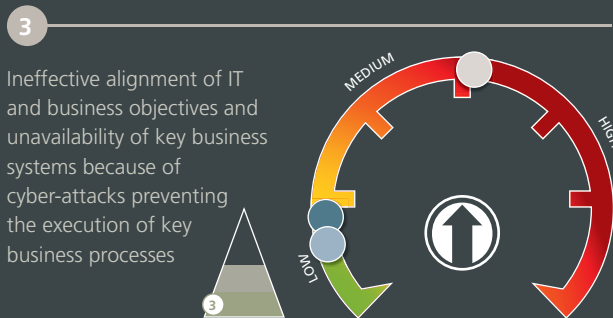 3
Ineffective alignment of IT
and business objectives and
unavailability of key business
systems because of
cyber-attacks preventing
the execution of key
business processes
MEDIUM
HIGH
LOW
3